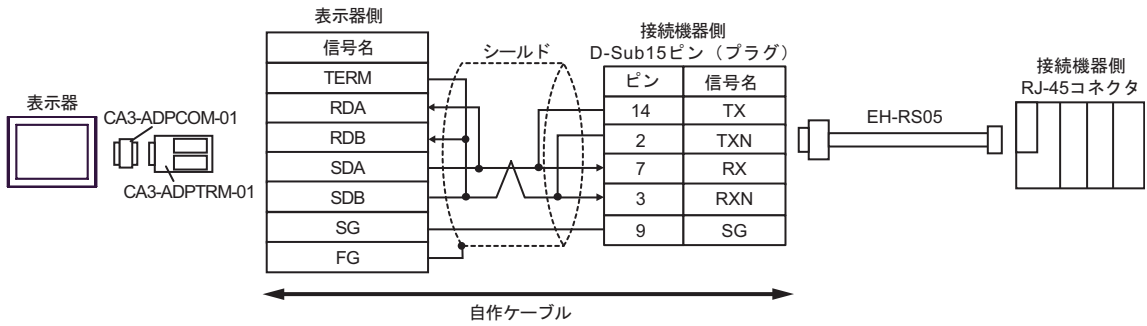 表示器
CA3-ADPCOM-01
CA3-ADPTRM-01
表示器側
信号名
TERM
RDA
RDB
SDA
SDB
SG
FG
シールド
接続機器側
D-Sub15ピン（プラグ）
ピン 信号名
14 TX
2 TXN
7 RX
3 RXN
9 SG
EH-RS05
接続機器側
RJ-45コネクタ
自作ケーブル